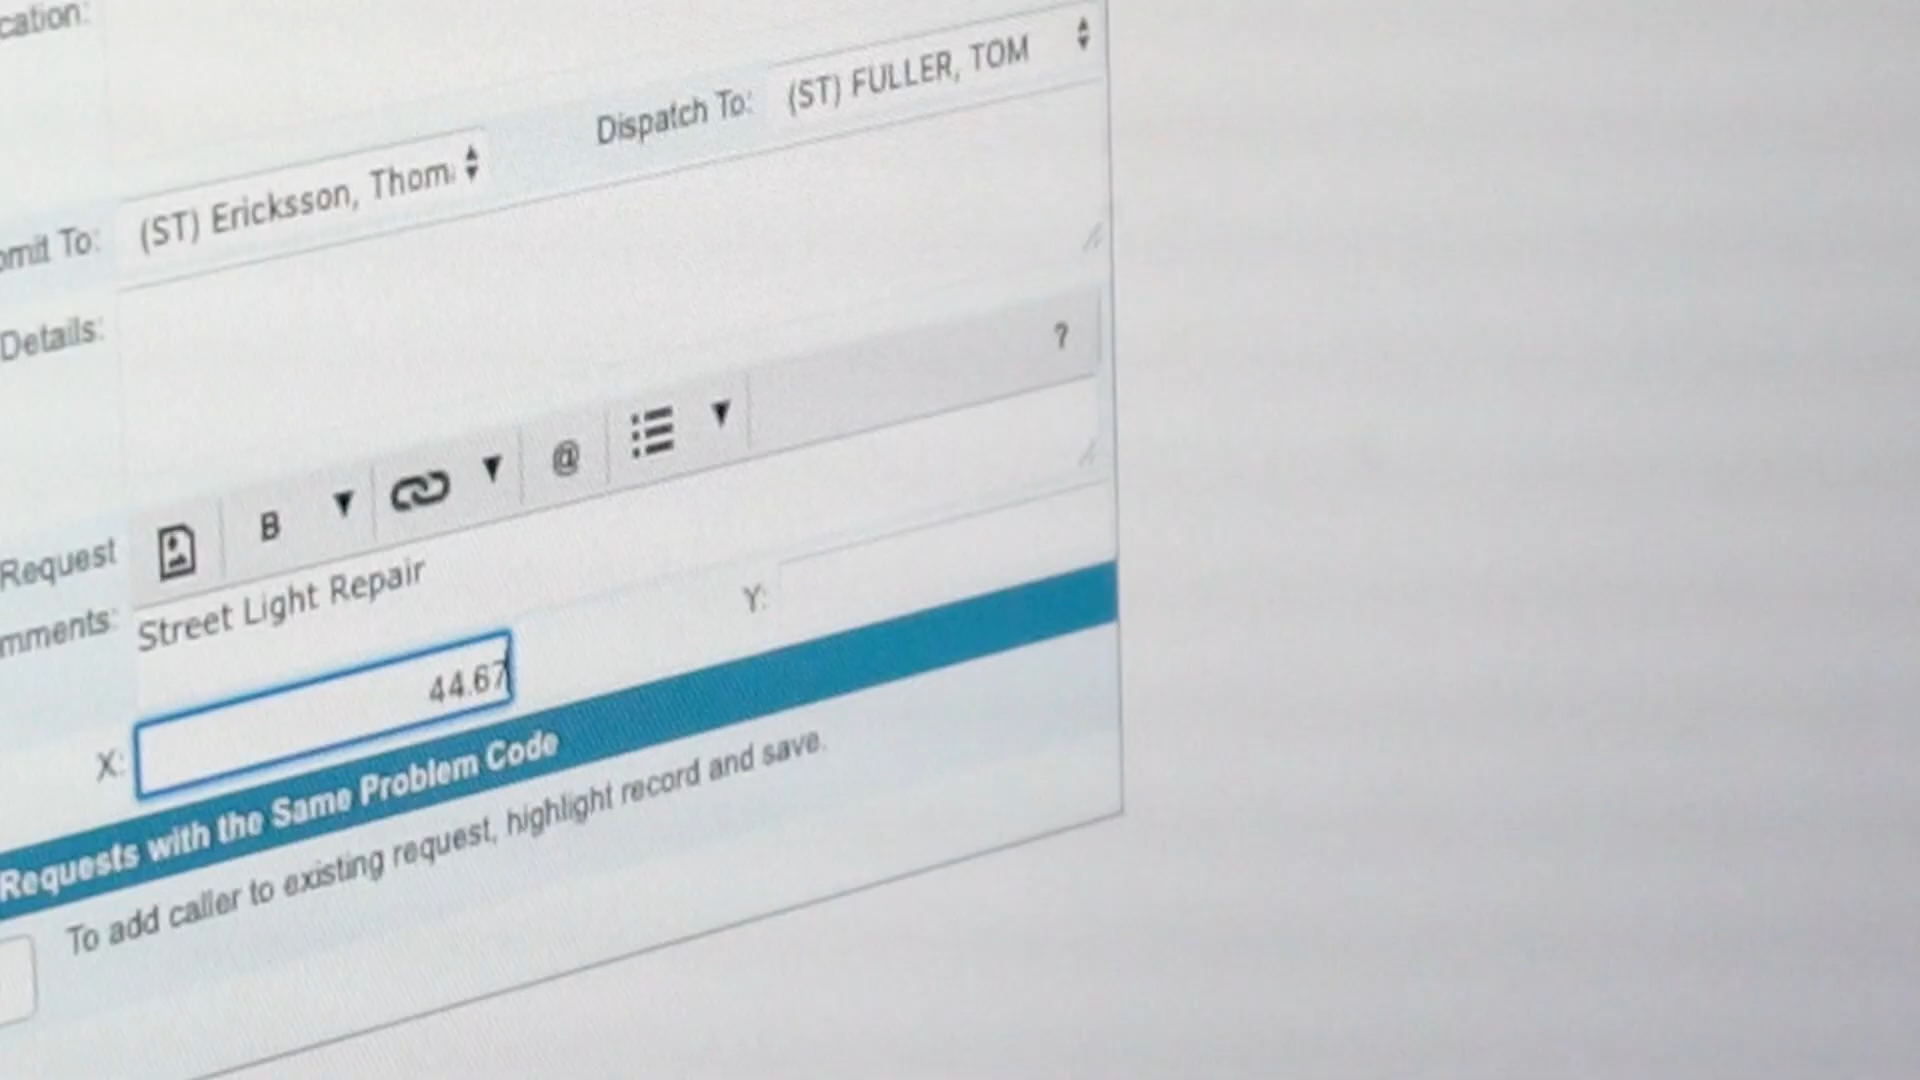 cation:
Dispatch To: (ST) FULLER, TOM
omit To: (ST) Ericksson, Thom
Details:
?
B @
Request
mments:
Street Light Repair
X: 44.67 Y:
Requests with the Same Problem Code
To add caller to existing request, highlight record and save.